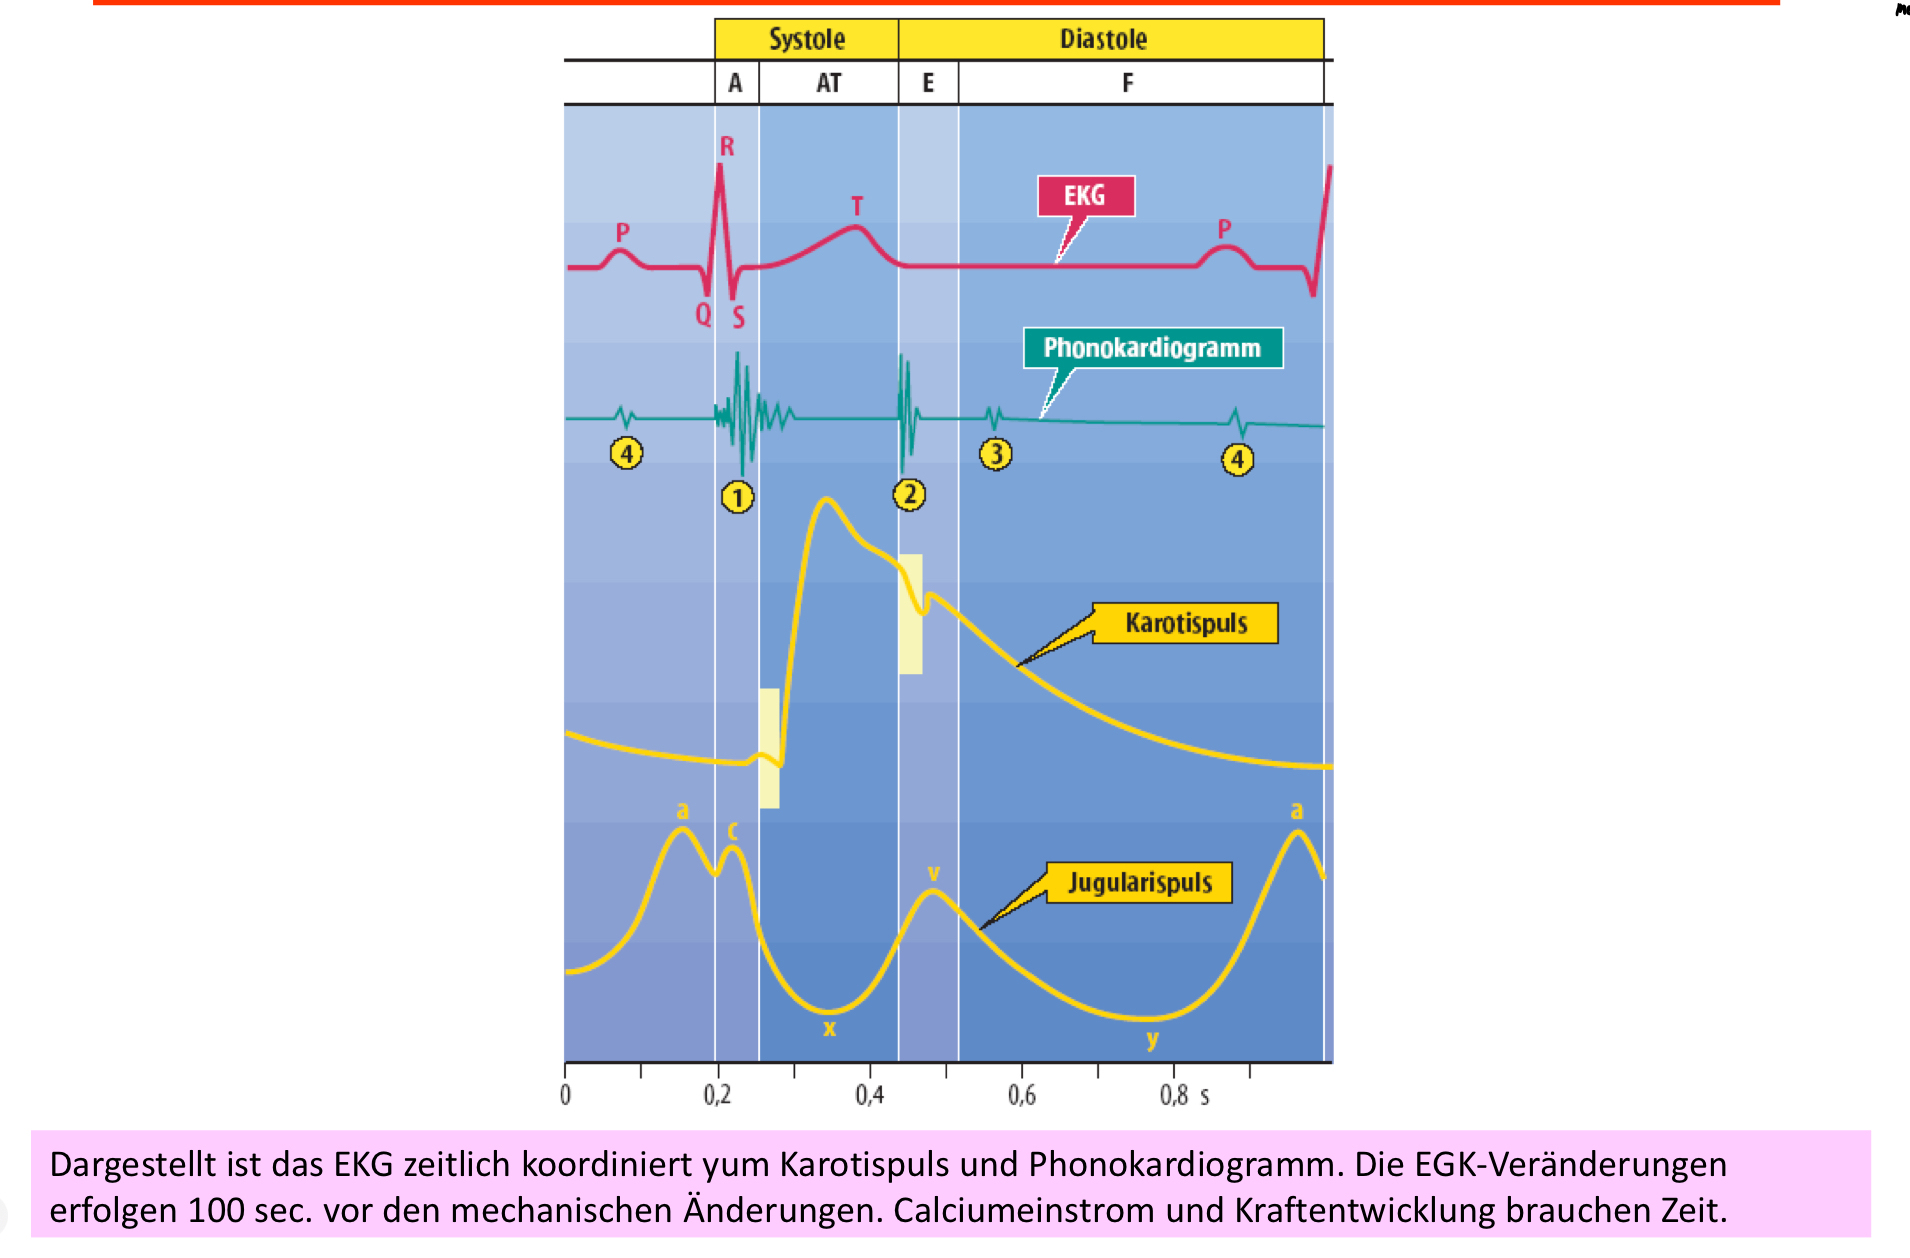 Systole Diastole
A AT E F
R
T
EKG
P P
Q S
Phonokardiogramm
4 3 4
1 2
Karotispuls
a a
C
v
Jugularispuls
x
y
0 0,2 0,4 0,6 0,8 s
Dargestellt ist das EKG zeitlich koordiniert yum Karotispuls und Phonokardiogramm. Die EGK-Veränderungen
erfolgen 100 sec. vor den mechanischen Änderungen. Calciumeinstrom und Kraftentwicklung brauchen Zeit.